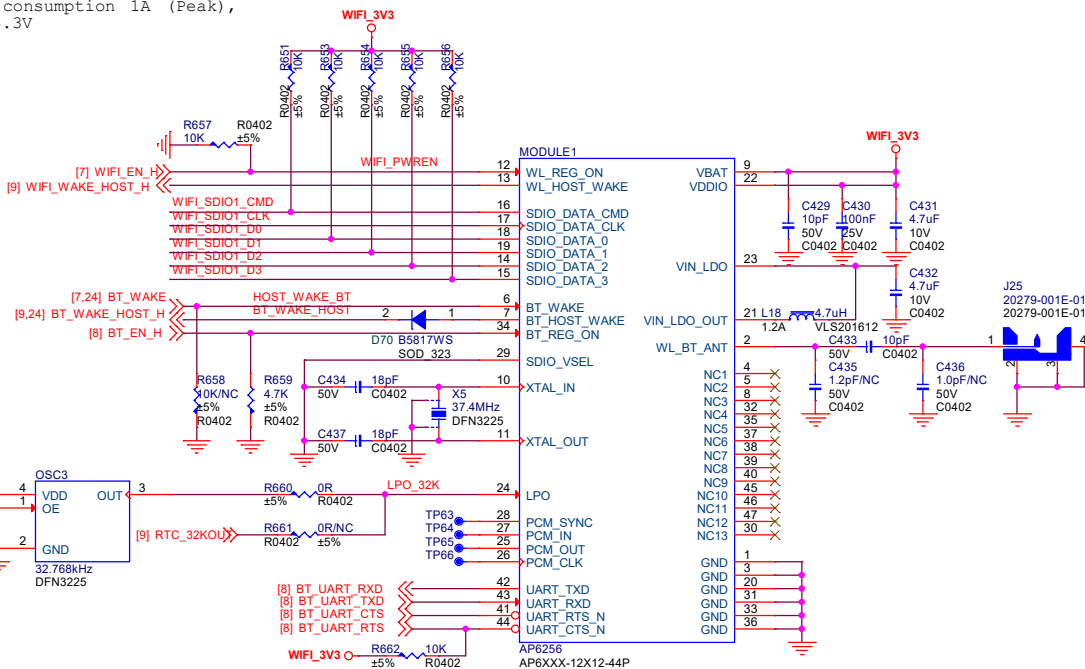 consumption 1A (Peak),
.3V
WIFI_3V3
R651 10K R0402 ±5%
R653 10K R0402 ±5%
R654 10K R0402 ±5%
R655 10K R0402 ±5%
R656 10K R0402 ±5%
R657 R0402
10K ±5%
WIFI_PWREN
[7] WIFI_EN_H
[9] WIFI_WAKE_HOST_H
WIFI_SDIO1_CMD
WIFI_SDIO1_CLK
WIFI_SDIO1_D0
WIFI_SDIO1_D1
WIFI_SDIO1_D2
WIFI_SDIO1_D3
[7,24] BT_WAKE HOST_WAKE_BT
[9,24] BT_WAKE_HOST_H BT_WAKE_HOST
[8] BT_EN_H
2 1
D70 B5817WS
SOD_323
R658
10K/NC
±5%
R0402
R659
4.7K
±5%
R0402
C434 18pF
50V C0402
X5
37.4MHz
DFN3225
C437 18pF
50V C0402
OSC3
4 VDD OUT 3
1 OE
2 GND
32.768kHz
DFN3225
R660 0R
±5% R0402
LPO_32K
[9] RTC_32KOUT
R661 0R/NC
R0402 ±5%
TP63
TP64
TP65
TP66
[8] BT_UART_RXD
[8] BT_UART_TXD
[8] BT_UART_CTS
[8] BT_UART_RTS
WIFI_3V3 R662 10K
±5% R0402
MODULE1
12 WL_REG_ON
13 WL_HOST_WAKE
16 SDIO_DATA_CMD
17 SDIO_DATA_CLK
18 SDIO_DATA_0
19 SDIO_DATA_1
14 SDIO_DATA_2
15 SDIO_DATA_3
6 BT_WAKE
7 BT_HOST_WAKE
34 BT_REG_ON
29 SDIO_VSEL
10 XTAL_IN
11 XTAL_OUT
24 LPO
28 PCM_SYNC
27 PCM_IN
25 PCM_OUT
26 PCM_CLK
42 UART_TXD
43 UART_RXD
41 UART_RTS_N
44 UART_CTS_N
AP6256
AP6XXX-12X12-44P
VBAT 9
VDDIO 22
VIN_LDO 23
VIN_LDO_OUT 21
WL_BT_ANT 2
NC1 4
NC2 5
NC3 8
NC4 32
NC5 35
NC6 37
NC7 38
NC8 39
NC9 40
NC10 45
NC11 46
NC12 47
NC13 30
GND 1
GND 3
GND 20
GND 31
GND 33
GND 36
WIFI_3V3
C429
10pF
50V
C0402
C430
100nF
25V
C0402
C431
4.7uF
10V
C0402
C432
4.7uF
10V
C0402
L18 4.7uH
1.2A VLS201612
C433 10pF
50V C0402
C435
1.2pF/NC
50V
C0402
C436
1.0pF/NC
50V
C0402
J25
20279-001E-01
20279-001E-01
1
2
3
4